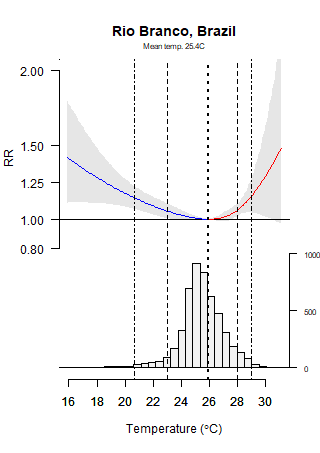 Rio Branco, Brazil
Mean temp. 25.4C
2.00
1.50
1.25
1.00
0.80
RR
1000
500
0
16 18 20 22 24 26 28 30
Temperature (°C)